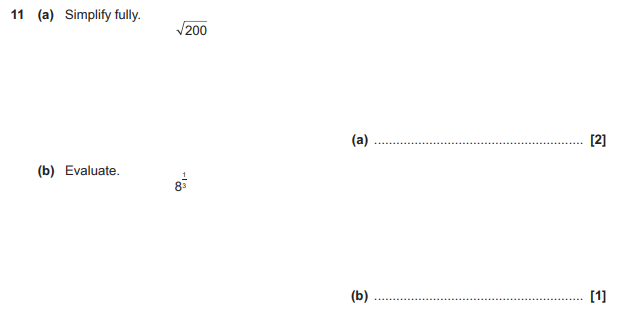 11 (a) Simplify fully.
√200
(a) ........................................................ [2]
(b) Evaluate.
8^(1/3)
(b) ........................................................ [1]